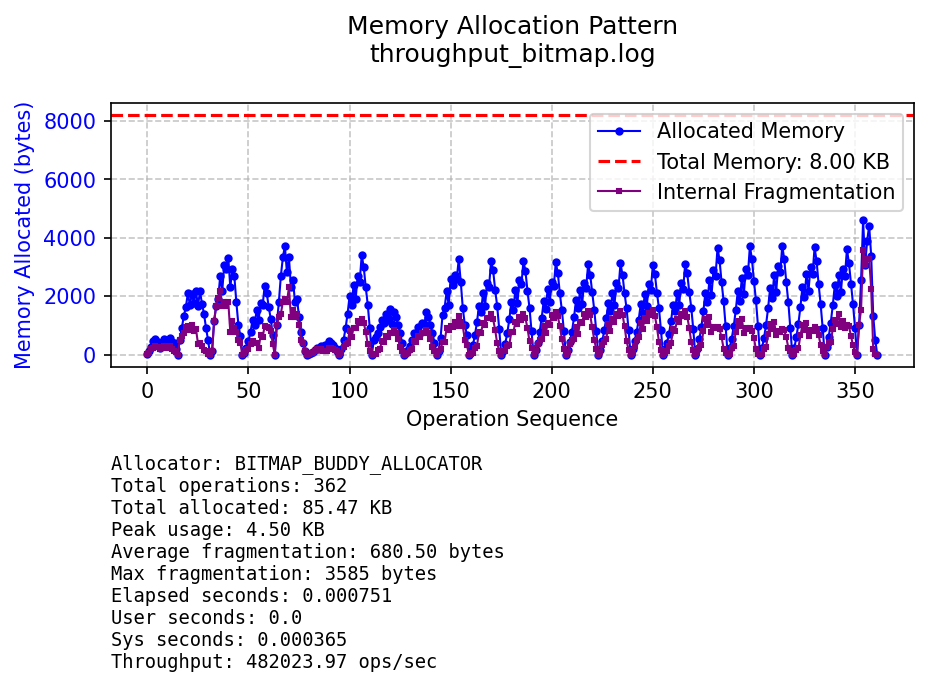 Memory Allocation Pattern
throughput_bitmap.log
Memory Allocated (bytes)
8000
6000
4000
2000
0
Allocated Memory
Total Memory: 8.00 KB
Internal Fragmentation
0 50 100 150 200 250 300 350
Operation Sequence
Allocator: BITMAP_BUDDY_ALLOCATOR
Total operations: 362
Total allocated: 85.47 KB
Peak usage: 4.50 KB
Average fragmentation: 680.50 bytes
Max fragmentation: 3585 bytes
Elapsed seconds: 0.000751
User seconds: 0.0
Sys seconds: 0.000365
Throughput: 482023.97 ops/sec